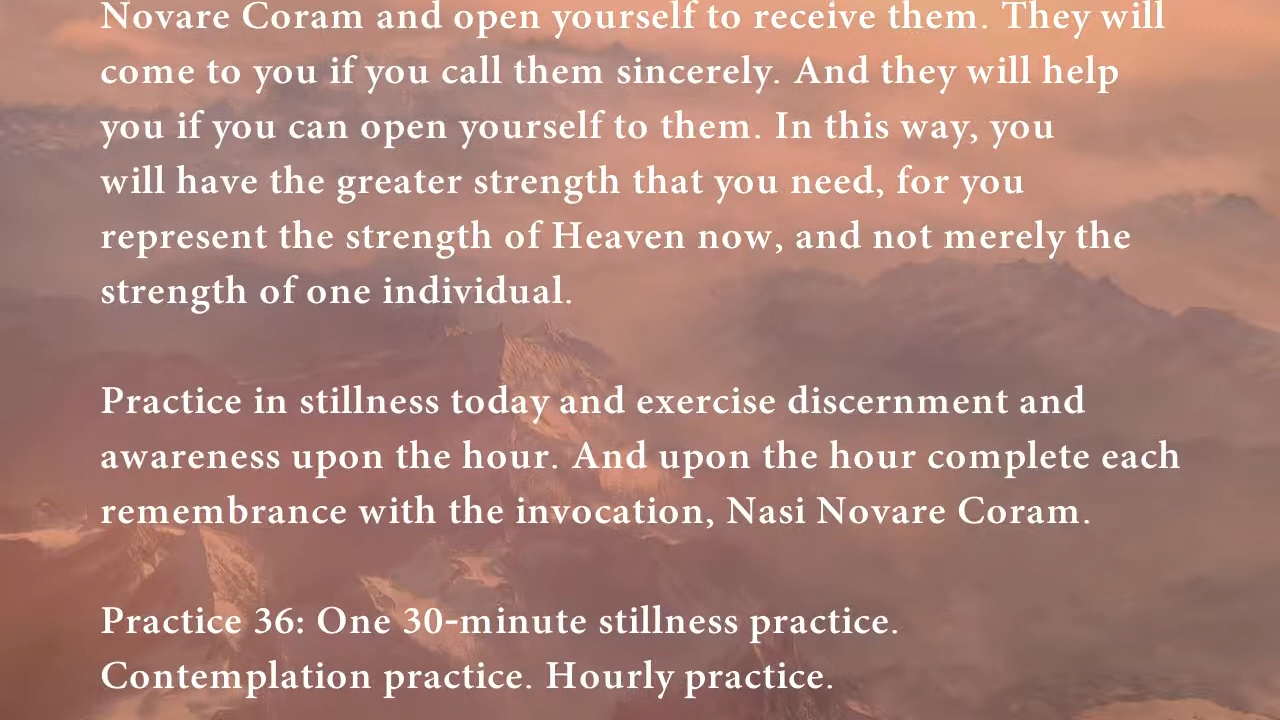 Novare Coram and open yourself to receive them. They will
come to you if you call them sincerely. And they will help
you if you can open yourself to them. In this way, you
will have the greater strength that you need, for you
represent the strength of Heaven now, and not merely the
strength of one individual.
Practice in stillness today and exercise discernment and
awareness upon the hour. And upon the hour complete each
remembrance with the invocation, Nasi Novare Coram.
Practice 36: One 30-minute stillness practice.
Contemplation practice. Hourly practice.